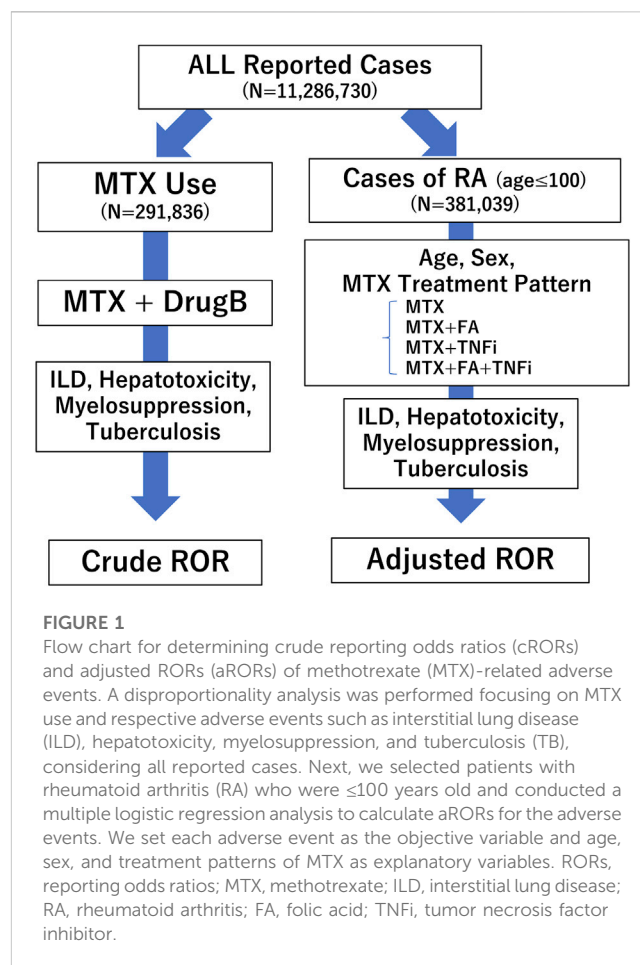 ALL Reported Cases
(N=11,286,730)
MTX Use
(N=291,836)
MTX + DrugB
ILD, Hepatotoxicity,
Myelosuppression,
Tuberculosis
Crude ROR
Cases of RA (age≤100)
(N=381,039)
Age, Sex,
MTX Treatment Pattern
MTX
MTX+FA
MTX+TNFi
MTX+FA+TNFi
ILD, Hepatotoxicity,
Myelosuppression,
Tuberculosis
Adjusted ROR
FIGURE 1
Flow chart for determining crude reporting odds ratios (cRORs)
and adjusted RORs (aRORs) of methotrexate (MTX)-related adverse
events. A disproportionality analysis was performed focusing on MTX
use and respective adverse events such as interstitial lung disease
(ILD), hepatotoxicity, myelosuppression, and tuberculosis (TB),
considering all reported cases. Next, we selected patients with
rheumatoid arthritis (RA) who were ≤100 years old and conducted a
multiple logistic regression analysis to calculate aRORs for the adverse
events. We set each adverse event as the objective variable and age,
sex, and treatment patterns of MTX as explanatory variables. RORs,
reporting odds ratios; MTX, methotrexate; ILD, interstitial lung disease;
RA, rheumatoid arthritis; FA, folic acid; TNFi, tumor necrosis factor
inhibitor.